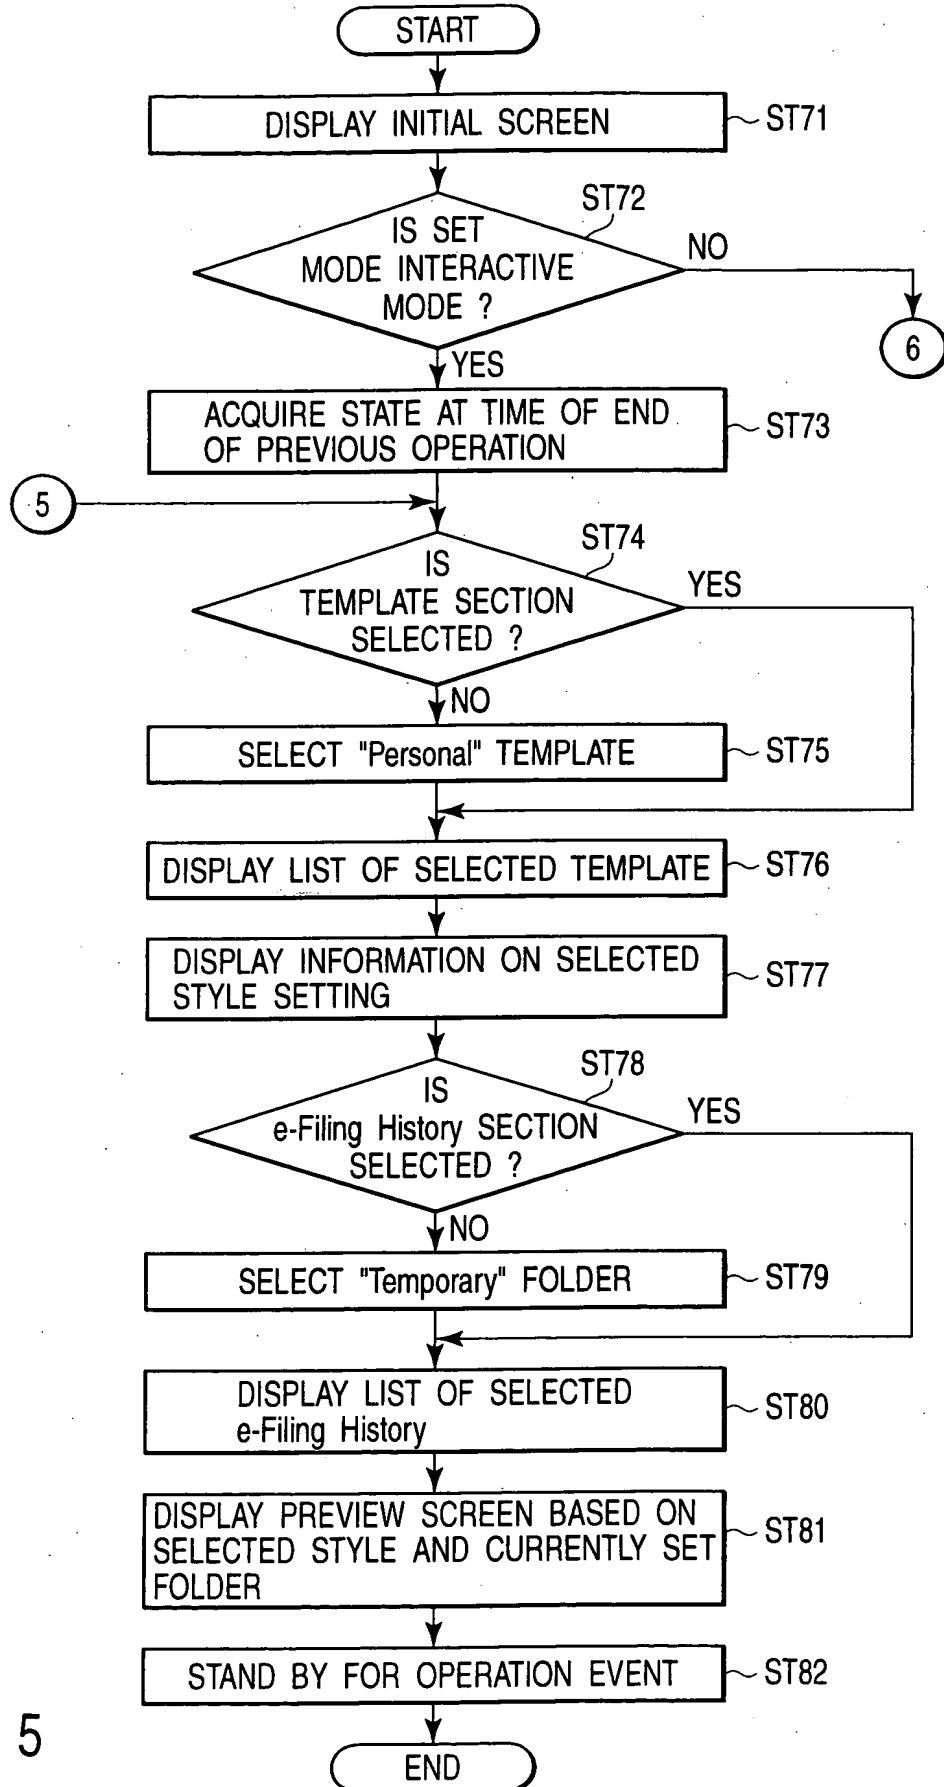 START
DISPLAY INITIAL SCREEN
ST71
ST72
IS SET
MODE INTERACTIVE
MODE ?
NO
6
YES
ACQUIRE STATE AT TIME OF END
OF PREVIOUS OPERATION
ST73
5
ST74
IS
TEMPLATE SECTION
SELECTED ?
YES
NO
SELECT "Personal" TEMPLATE
ST75
DISPLAY LIST OF SELECTED TEMPLATE
ST76
DISPLAY INFORMATION ON SELECTED
STYLE SETTING
ST77
ST78
IS
e-Filing History SECTION
SELECTED ?
YES
NO
SELECT "Temporary" FOLDER
ST79
DISPLAY LIST OF SELECTED
e-Filing History
ST80
DISPLAY PREVIEW SCREEN BASED ON
SELECTED STYLE AND CURRENTLY SET
FOLDER
ST81
STAND BY FOR OPERATION EVENT
ST82
5
END